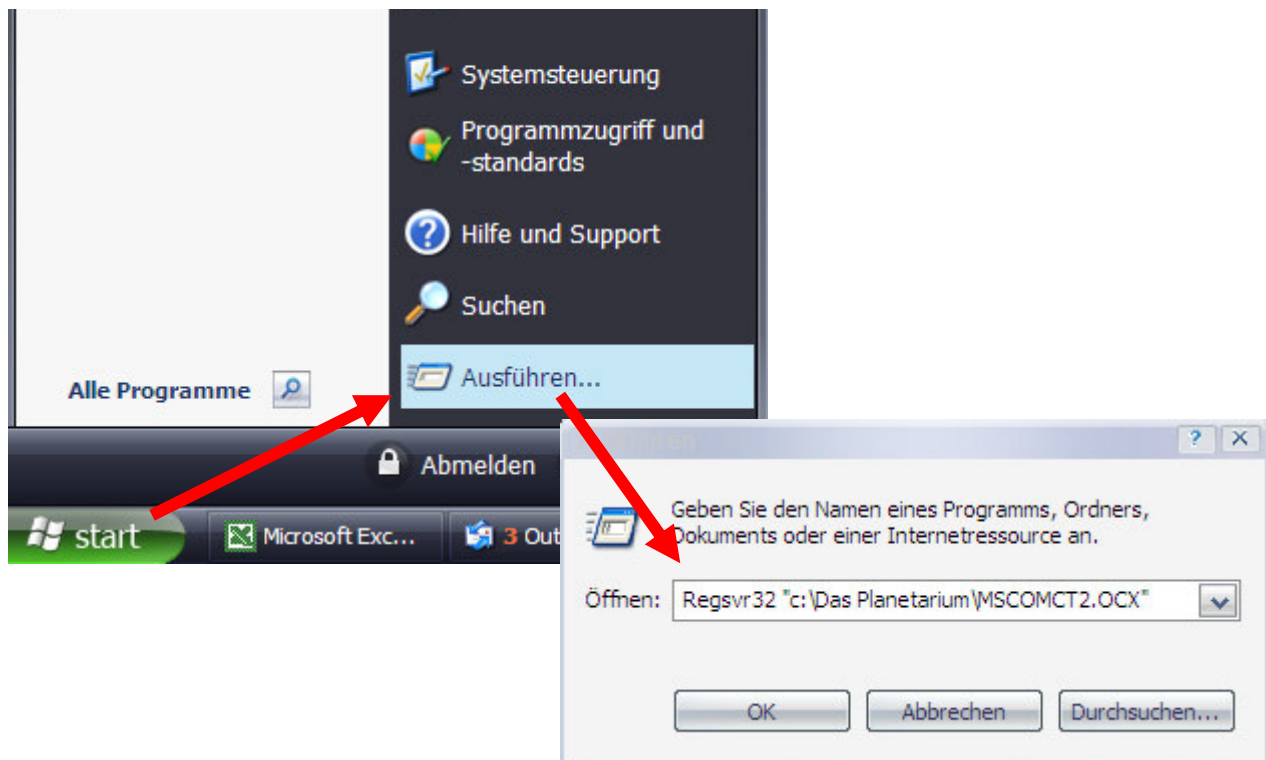 Systemsteuerung
Programmzugriff und
-standards
Hilfe und Support
Suchen
Ausführen...
Alle Programme
Abmelden
start
Microsoft Exc...
3 Out
Geben Sie den Namen eines Programms, Ordners,
Dokuments oder einer Internetressource an.
Öffnen:
Regsvr32 "c:\Das Planetarium\MSCOMCT2.OCX"
OK
Abbrechen
Durchsuchen...